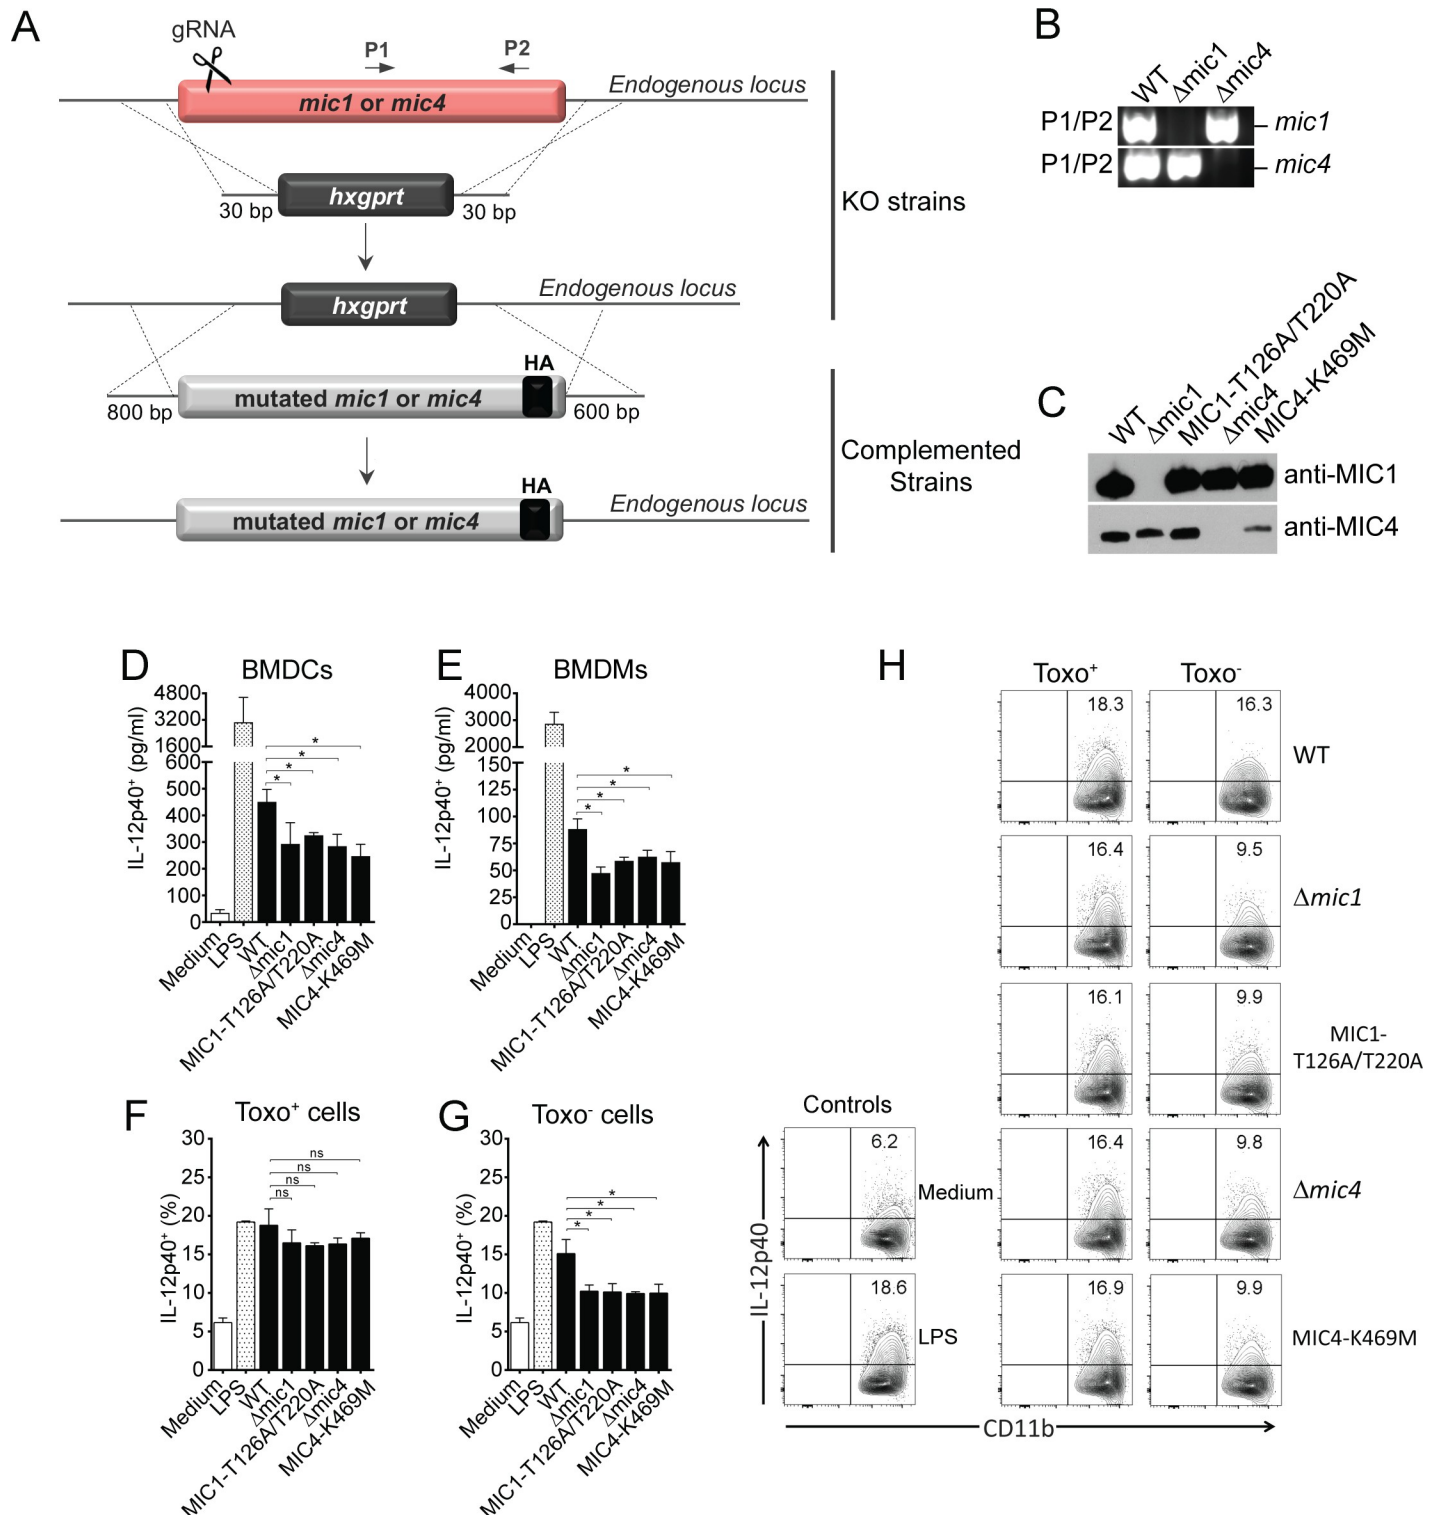 A
gRNA
P1
P2
mic1 or mic4
Endogenous locus
hxgprt
30 bp
30 bp
KO strains
hxgprt
Endogenous locus
HA
mutated mic1 or mic4
800 bp
600 bp
Complemented
Strains
HA
mutated mic1 or mic4
Endogenous locus
B
WT
Δmic1
Δmic4
P1/P2
mic1
P1/P2
mic4
C
WT
Δmic1
MIC1-T126A/T220A
Δmic4
MIC4-K469M
anti-MIC1
anti-MIC4
D
BMDCs
IL-12p40⁺ (pg/ml)
4800
3200
1600
600
500
400
300
200
100
0
*
*
*
*
Medium
LPS
WT
Δmic1
MIC1-T126A/T220A
Δmic4
MIC4-K469M
E
BMDMs
IL-12p40⁺ (pg/ml)
4000
3000
2000
150
125
100
75
50
25
0
*
*
*
*
Medium
LPS
WT
Δmic1
MIC1-T126A/T220A
Δmic4
MIC4-K469M
F
Toxo⁺ cells
IL-12p40⁺ (%)
30
25
20
15
10
5
0
ns
ns
ns
ns
Medium
LPS
WT
Δmic1
MIC1-T126A/T220A
Δmic4
MIC4-K469M
G
Toxo⁻ cells
IL-12p40⁺ (%)
30
25
20
15
10
5
0
*
*
*
*
Medium
LPS
WT
Δmic1
MIC1-T126A/T220A
Δmic4
MIC4-K469M
H
Toxo⁺
Toxo⁻
18.3
16.3
WT
16.4
9.5
Δmic1
16.1
9.9
MIC1-
T126A/T220A
Controls
6.2
Medium
16.4
9.8
Δmic4
18.6
LPS
16.9
9.9
MIC4-K469M
IL-12p40
CD11b